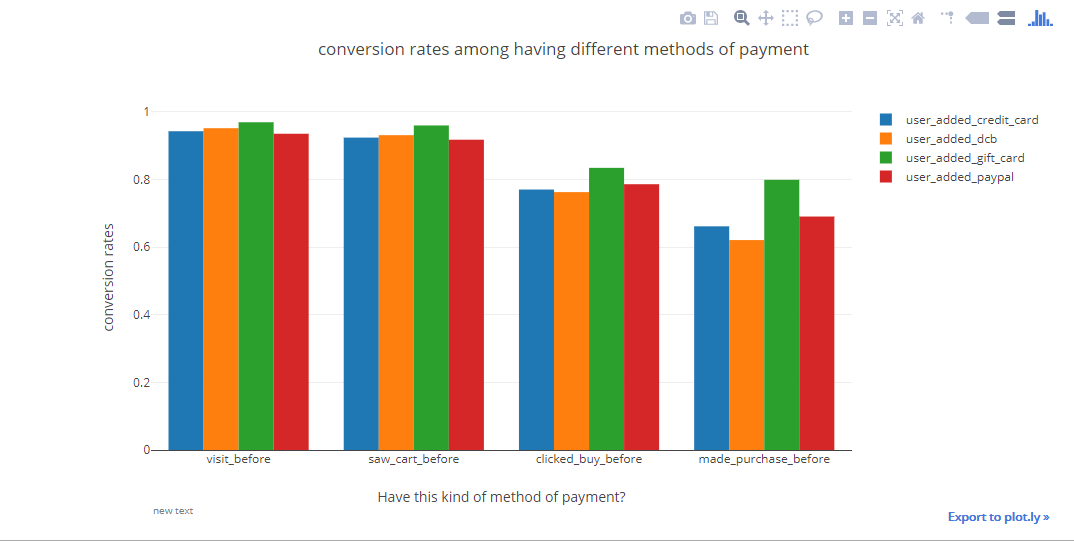 conversion rates among having different methods of payment
1
0.8
0.6
0.4
0.2
0
conversion rates
visit_before
saw_cart_before
clicked_buy_before
made_purchase_before
Have this kind of method of payment?
user_added_credit_card
user_added_dcb
user_added_gift_card
user_added_paypal
new text
Export to plot.ly »